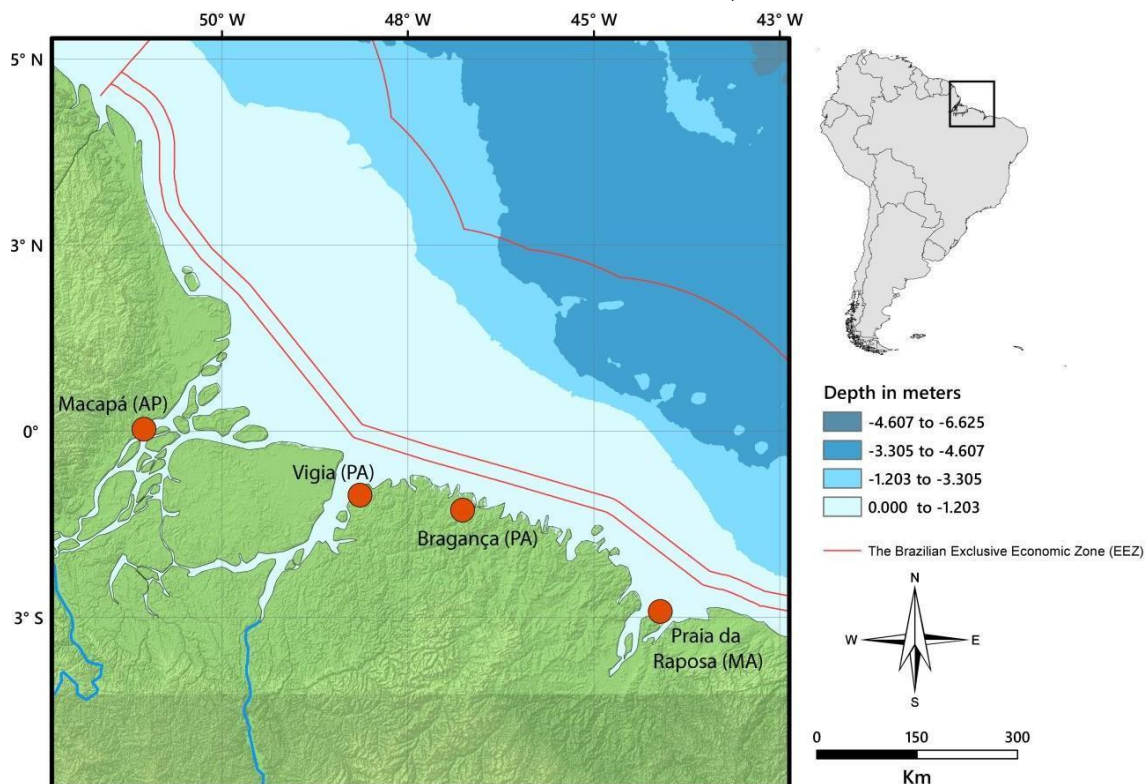 50° W
48° W
45° W
43° W
5° N
3° N
0°
3° S
Macapá (AP)
Vigia (PA)
Bragança (PA)
Praia da
Raposa (MA)
Depth in meters
-4.607 to -6.625
-3.305 to -4.607
-1.203 to -3.305
0.000 to -1.203
The Brazilian Exclusive Economic Zone (EEZ)
N
W
E
S
0
150
300
Km